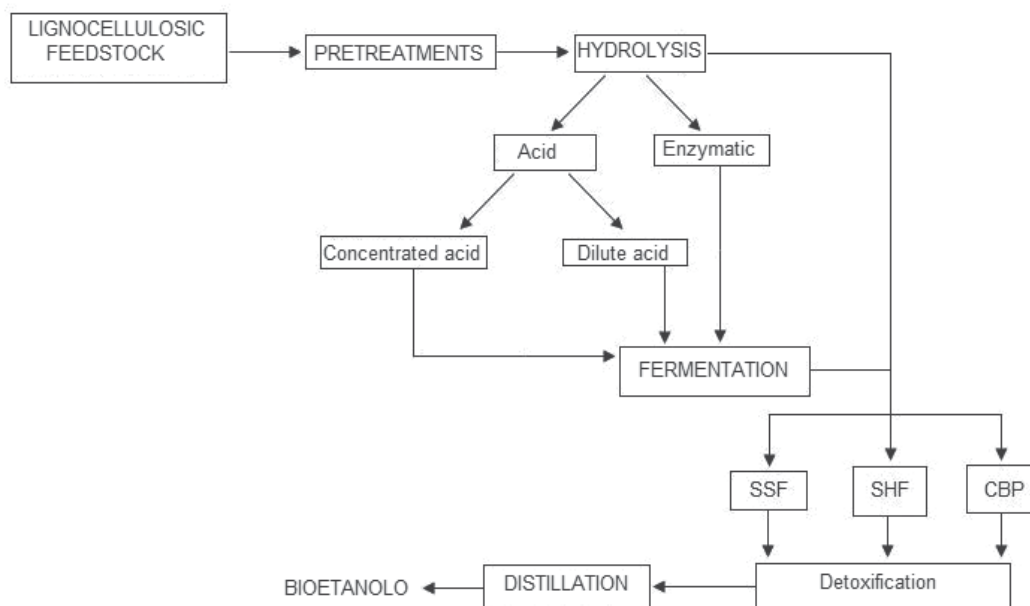 LIGNOCELLULOSIC
FEEDSTOCK
PRETREATMENTS
HYDROLYSIS
Acid
Enzymatic
Concentrated acid
Dilute acid
FERMENTATION
SSF
SHF
CBP
BIOETANOLO
DISTILLATION
Detoxification